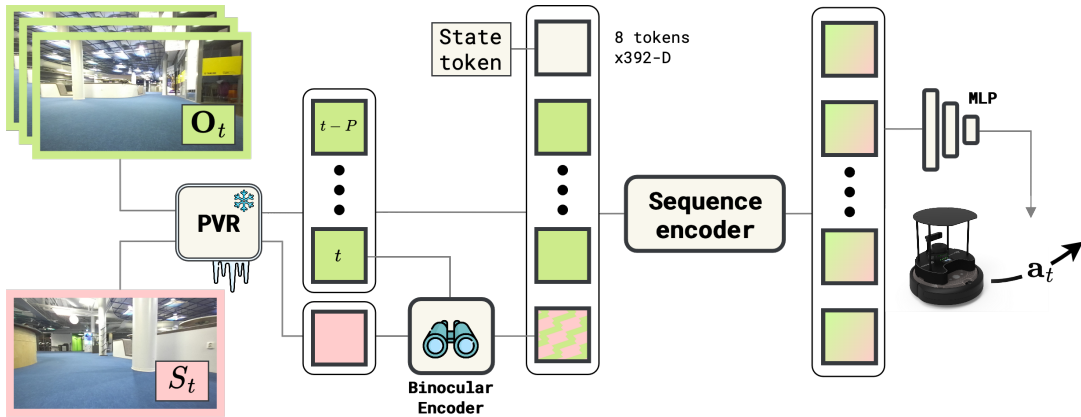 State
token
8 tokens
x392-D
O_t
t − P
MLP
PVR
Sequence
encoder
t
a_t
S_t
Binocular
Encoder